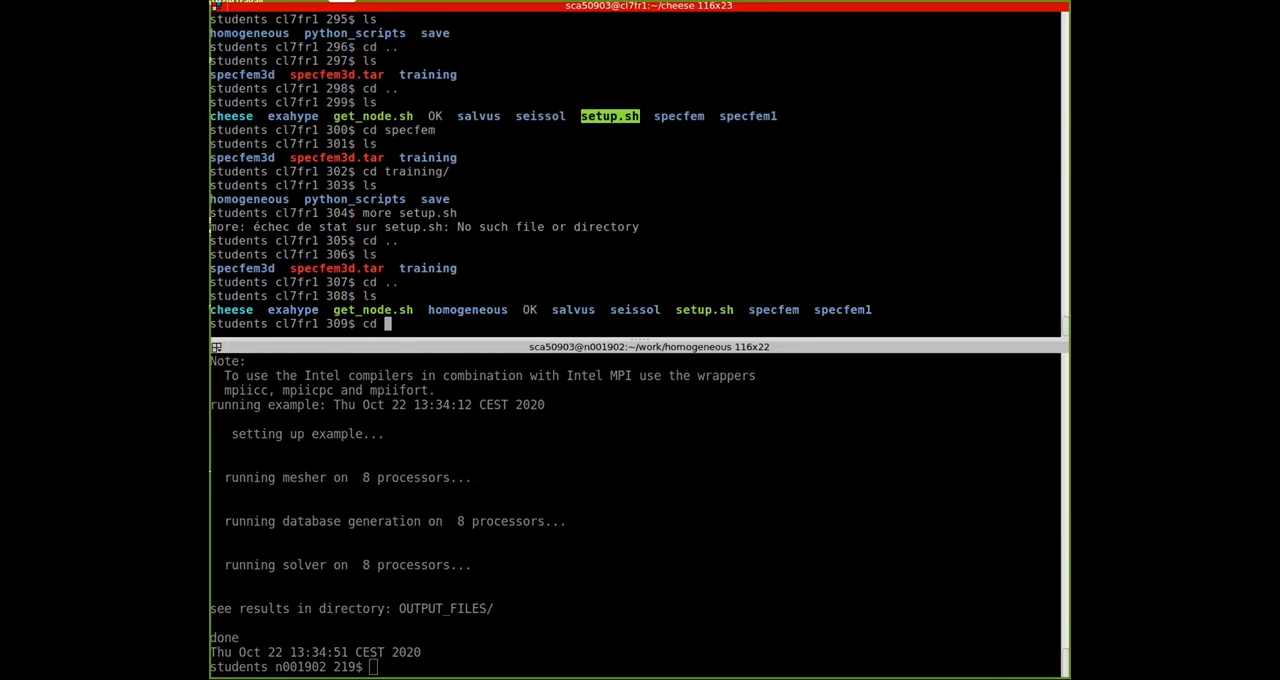 sca50903@cl7fr1:~/cheese 116x23
students cl7fr1 295$ ls
homogeneous python_scripts save
students cl7fr1 296$ cd ..
students cl7fr1 297$ ls
specfem3d specfem3d.tar training
students cl7fr1 298$ cd ..
students cl7fr1 299$ ls
cheese exahype get_node.sh OK salvus seissol setup.sh specfem specfem1
students cl7fr1 300$ cd specfem
students cl7fr1 301$ ls
specfem3d specfem3d.tar training
students cl7fr1 302$ cd training/
students cl7fr1 303$ ls
homogeneous python_scripts save
students cl7fr1 304$ more setup.sh
more: échec de stat sur setup.sh: No such file or directory
students cl7fr1 305$ cd ..
students cl7fr1 306$ ls
specfem3d specfem3d.tar training
students cl7fr1 307$ cd ..
students cl7fr1 308$ ls
cheese exahype get_node.sh homogeneous OK salvus seissol setup.sh specfem specfem1
students cl7fr1 309$ cd
sca50903@n001902:~/work/homogeneous 116x22
Note:
To use the Intel compilers in combination with Intel MPI use the wrappers
mpiicc, mpiicpc and mpiifort.
running example: Thu Oct 22 13:34:12 CEST 2020
setting up example...
running mesher on 8 processors...
running database generation on 8 processors...
running solver on 8 processors...
see results in directory: OUTPUT_FILES/
done
Thu Oct 22 13:34:51 CEST 2020
students n001902 219$